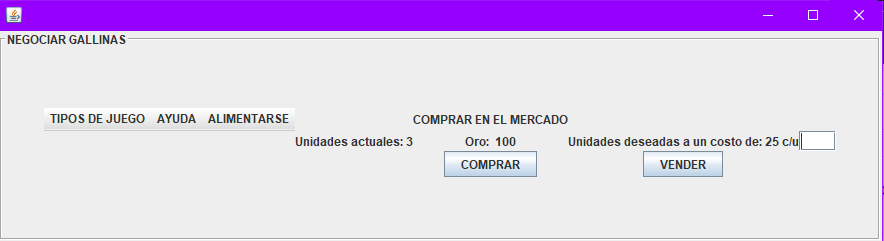 NEGOCIAR GALLINAS
TIPOS DE JUEGO AYUDA ALIMENTARSE
COMPRAR EN EL MERCADO
Unidades actuales: 3 Oro: 100 Unidades deseadas a un costo de: 25 c/u
COMPRAR VENDER